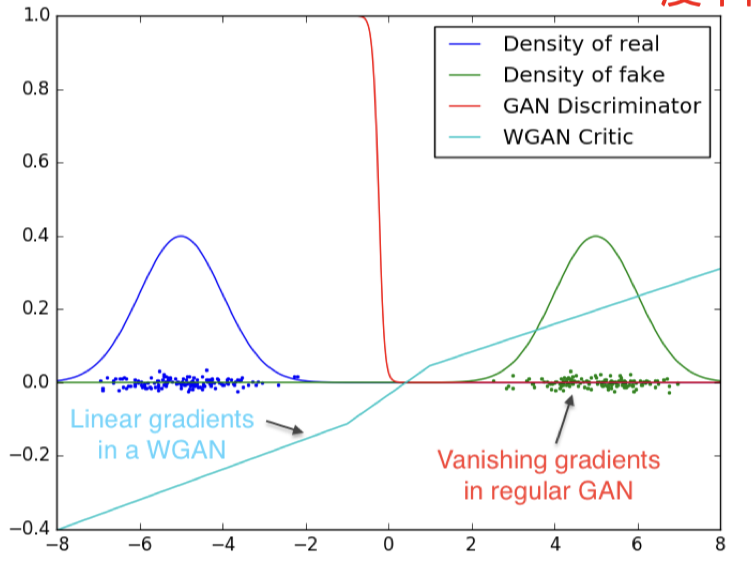 1.0
0.8
0.6
0.4
0.2
0.0
−0.2
−0.4
−8
−6
−4
−2
0
2
4
6
8
Density of real
Density of fake
GAN Discriminator
WGAN Critic
Linear gradients
in a WGAN
Vanishing gradients
in regular GAN